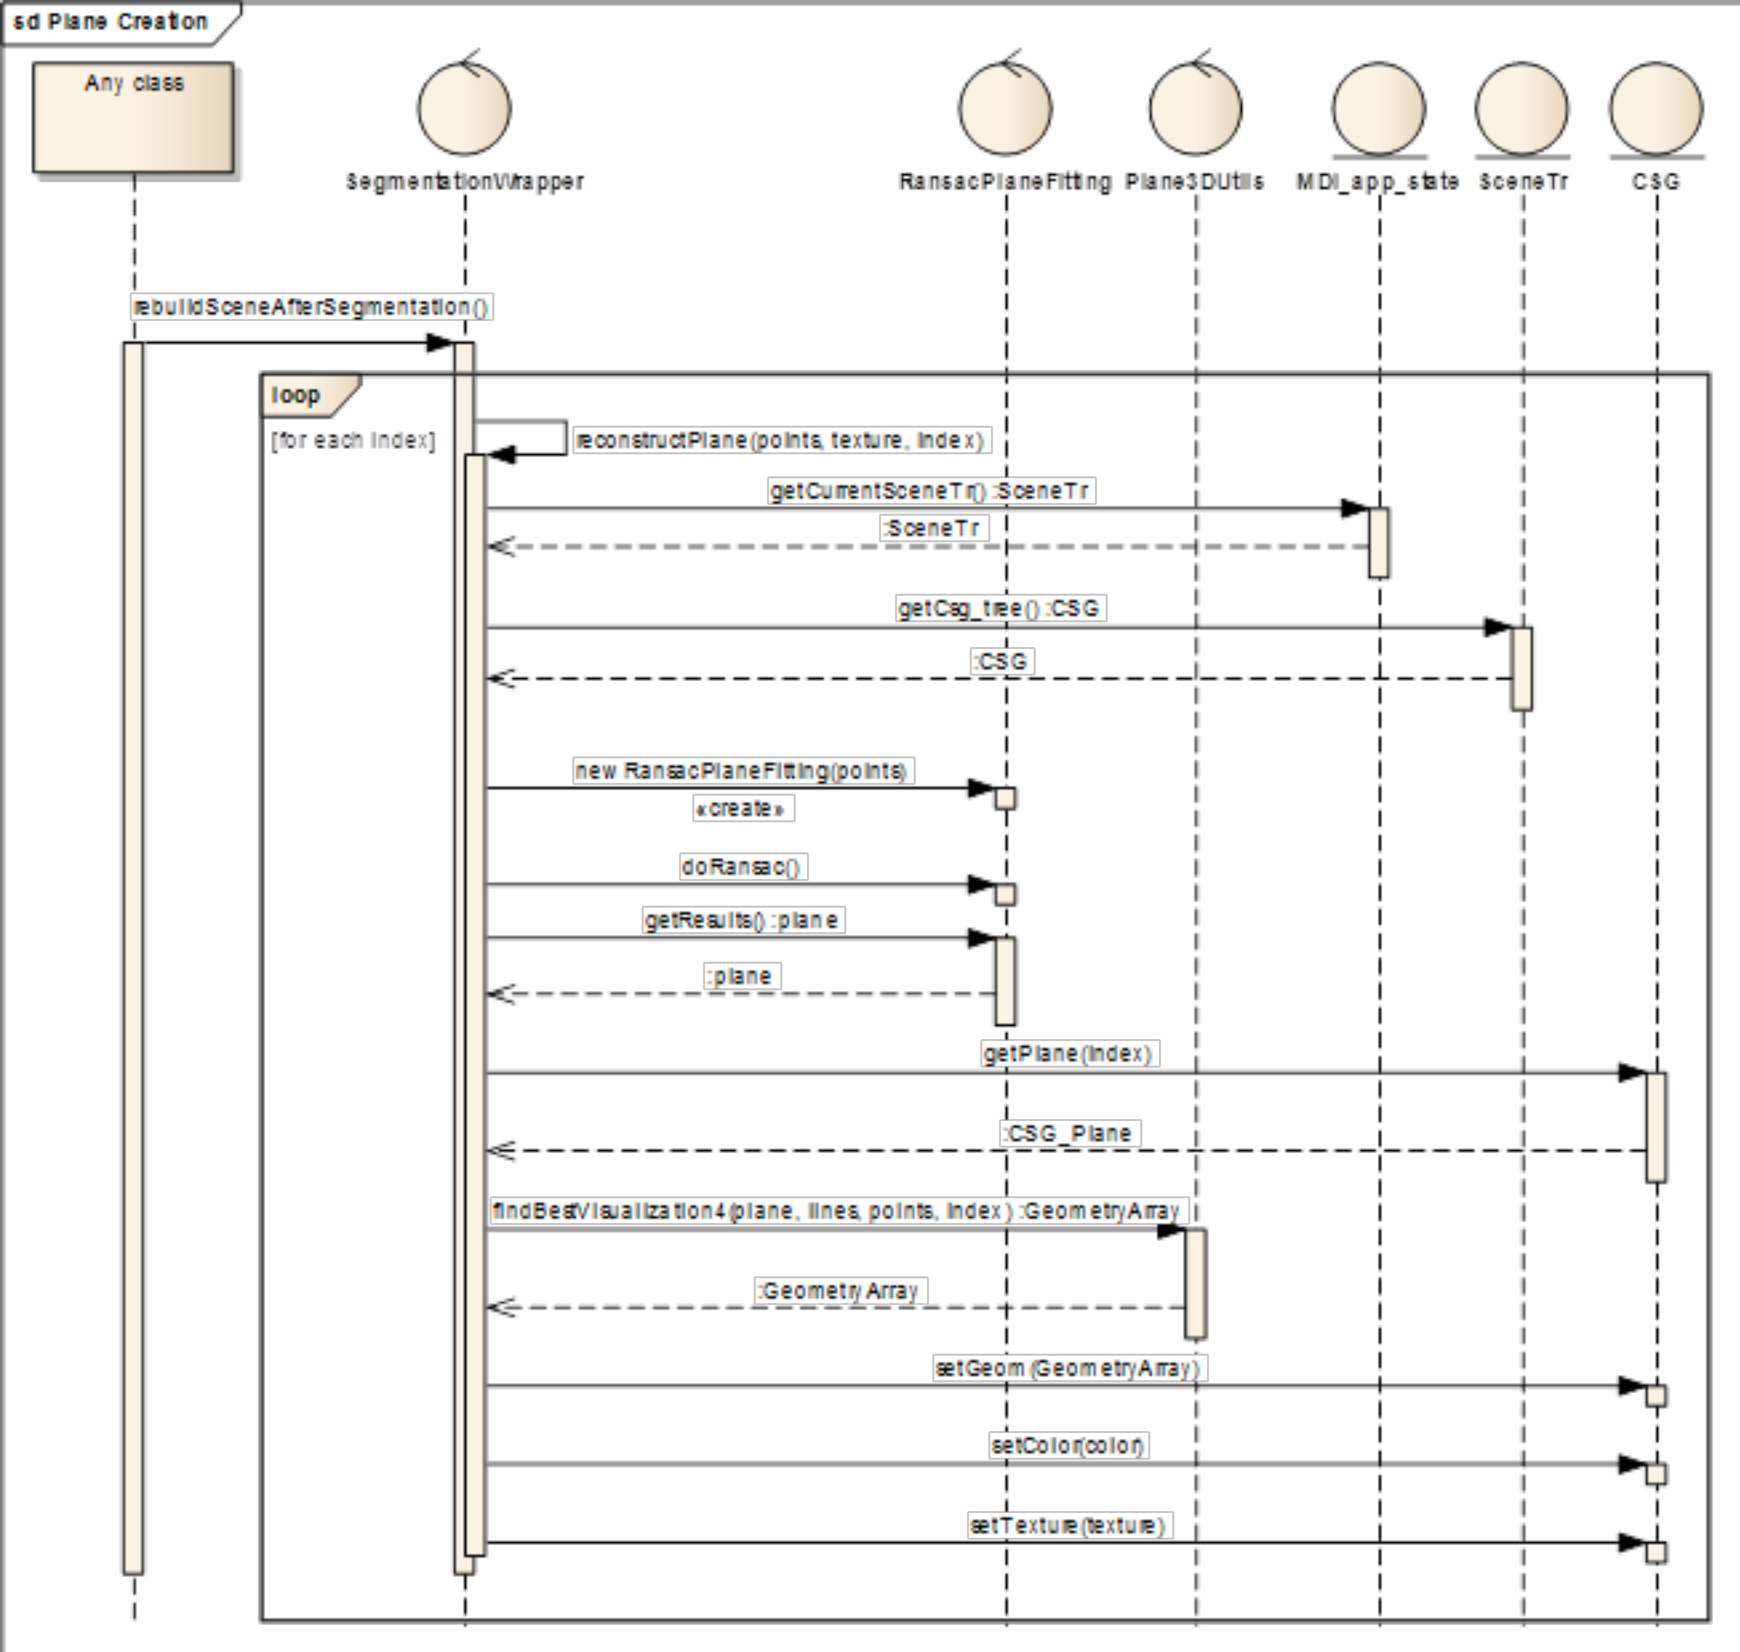 sd Plane Creation
Any class
SegmentationWrapper
RansacPlaneFitting
Plane3DUtils
MDI_app_state
SceneTr
CSG
rebuildSceneAfterSegmentation()
loop
[for each index]
reconstructPlane(points, texture, index)
getCurrentSceneTr() :SceneTr
:SceneTr
getCsg_tree() :CSG
:CSG
new RansacPlaneFitting(points)
«create»
doRansac()
getResults() :plane
:plane
getPlane(index)
:CSG_Plane
findBestVisualization4(plane, lines, points, index) :GeometryArray
:GeometryArray
setGeom(GeometryArray)
setColor(color)
setTexture(texture)